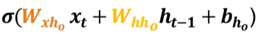 σ(W_{xh_o} x_t + W_{hh_o} h_{t-1} + b_{h_o})